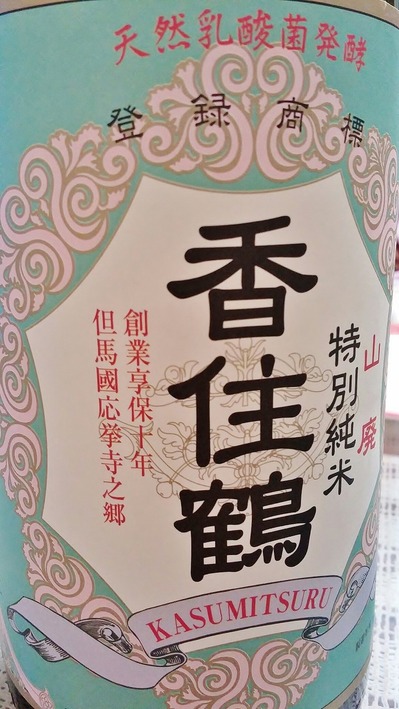 天然乳酸菌発酵
登録商標
山廃
特別純米
香住鶴
創業享保十年
但馬國応挙寺之郷
KASUMITSURU